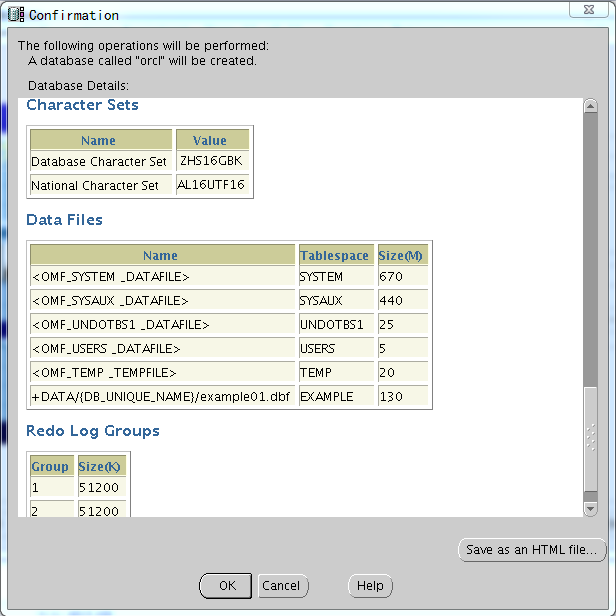 Confirmation
The following operations will be performed:
A database called "orcl" will be created.
Database Details:
Character Sets
Name Value
Database Character Set ZHS16GBK
National Character Set AL16UTF16
Data Files
Name Tablespace Size(M)
<OMF_SYSTEM _DATAFILE> SYSTEM 670
<OMF_SYSAUX _DATAFILE> SYSAUX 440
<OMF_UNDOTBS1 _DATAFILE> UNDOTBS1 25
<OMF_USERS _DATAFILE> USERS 5
<OMF_TEMP _TEMPFILE> TEMP 20
+DATA/{DB_UNIQUE_NAME}/example01.dbf EXAMPLE 130
Redo Log Groups
Group Size(K)
1 51200
2 51200
Save as an HTML file...
OK Cancel Help